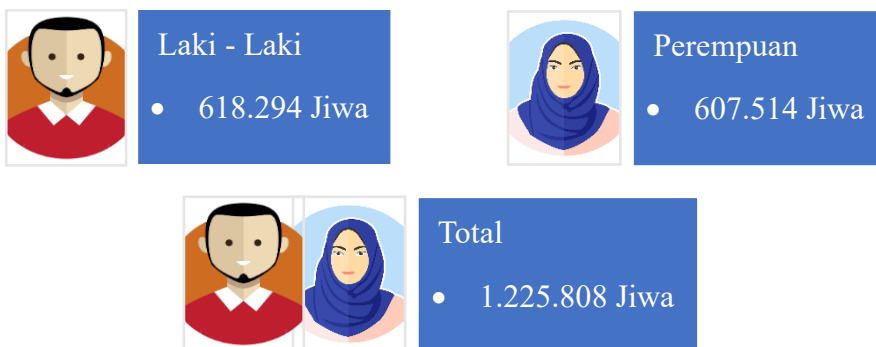 Laki - Laki
• 618.294 Jiwa
Perempuan
• 607.514 Jiwa
Total
• 1.225.808 Jiwa